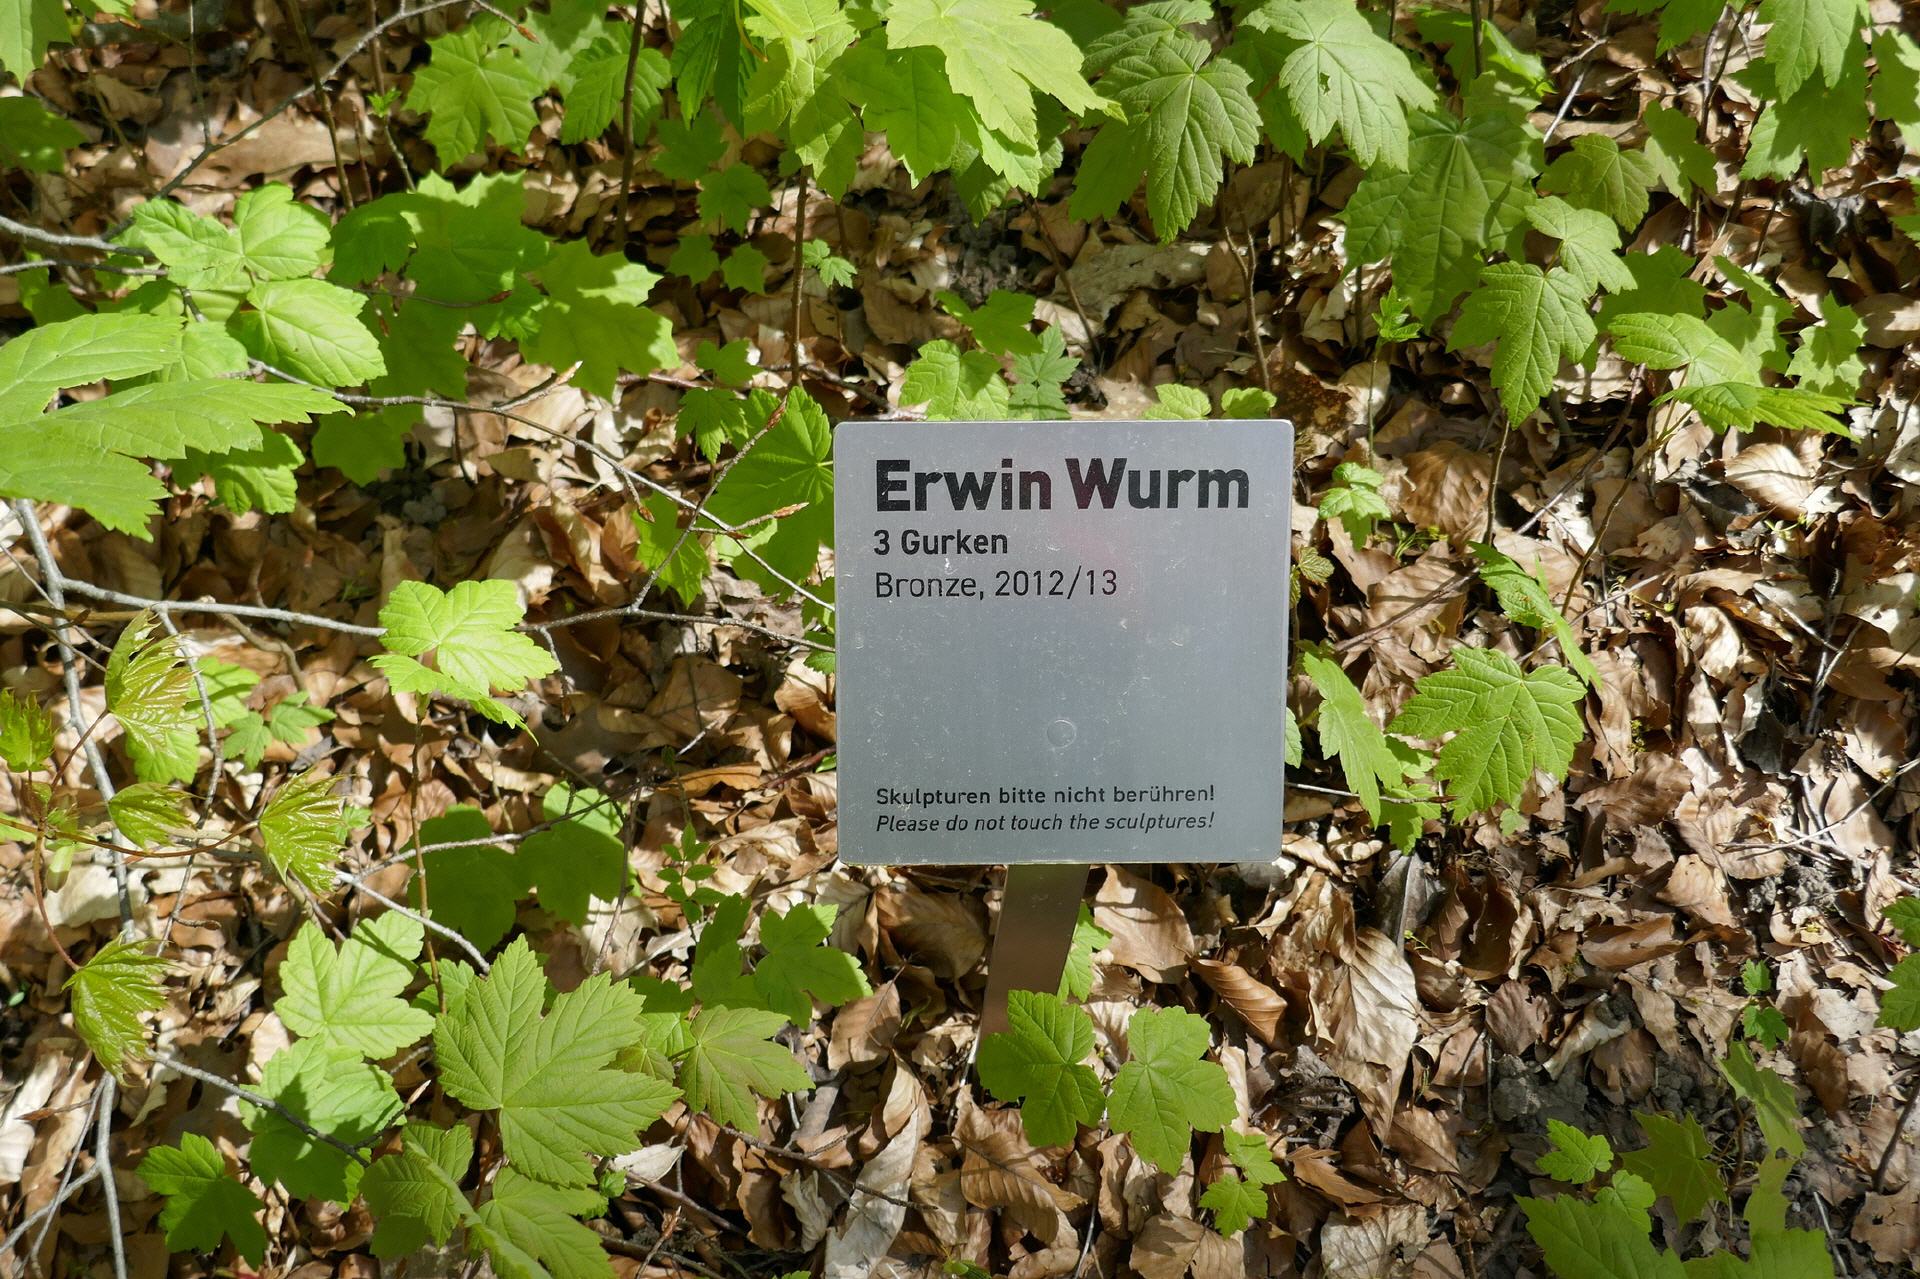 Erwin Wurm
3 Gurken
Bronze, 2012/13
Skulpturen bitte nicht berühren!
Please do not touch the sculptures!